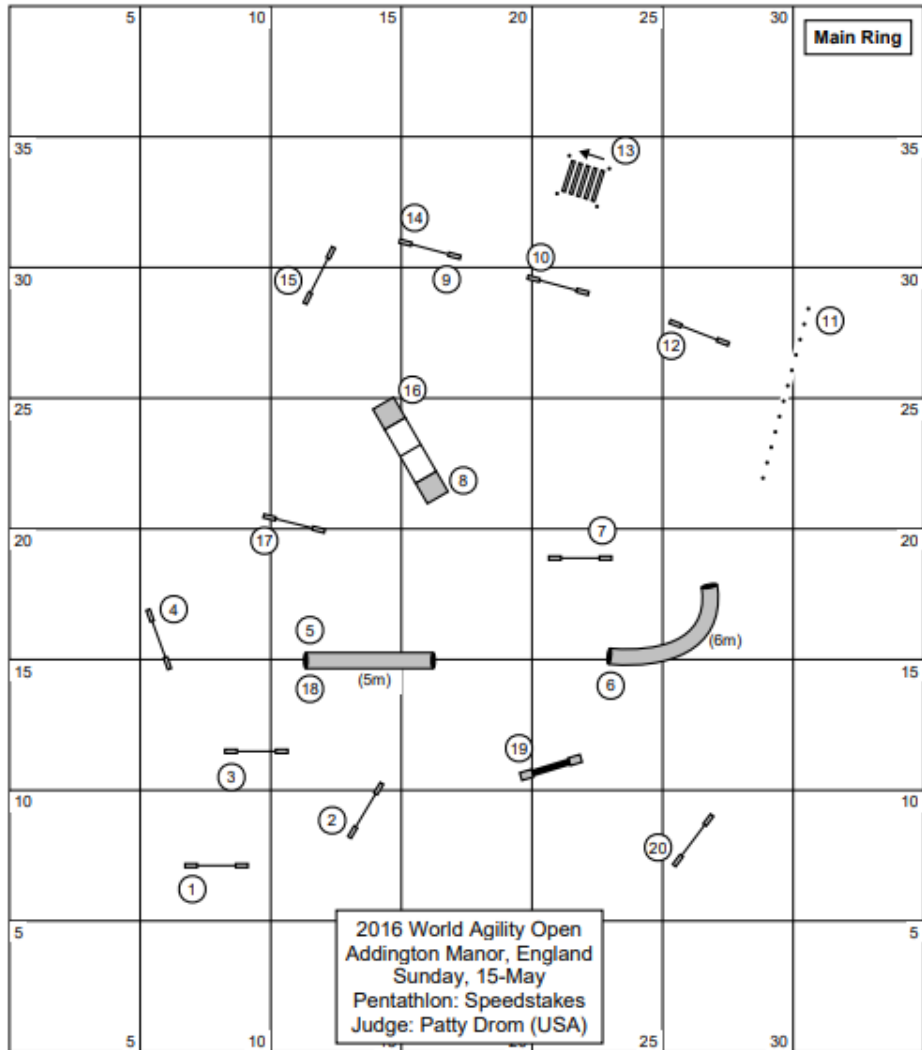 5 10 15 20 25 30
Main Ring
35 13 35
14
10
30 15 9 30
11
12
25 16 25
8
20 17 7 20
4
5 (6m)
15 18 (5m) 6 15
19
3
10 2 10
20
1
5 5
2016 World Agility Open
Addington Manor, England
Sunday, 15-May
Pentathlon: Speedstakes
Judge: Patty Drom (USA)
5 10 15 20 25 30